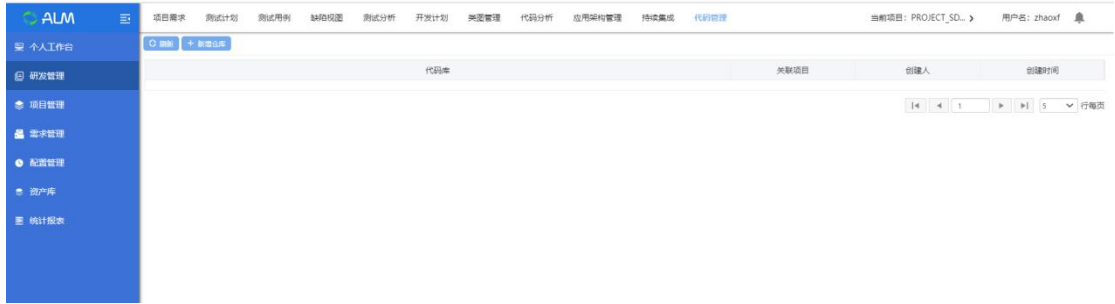 ALM
项目需求 测试计划 测试用例 缺陷视图 测试分析 开发计划 类图管理 代码分析 应用架构管理 持续集成 代码管理 当前项目: PROJECT_SD... 用户名: zhaoxf
个人工作台
刷新 + 新增仓库
研发管理
代码库 关联项目 创建人 创建时间
项目管理
1 5 行每页
需求管理
配置管理
资产库
统计报表